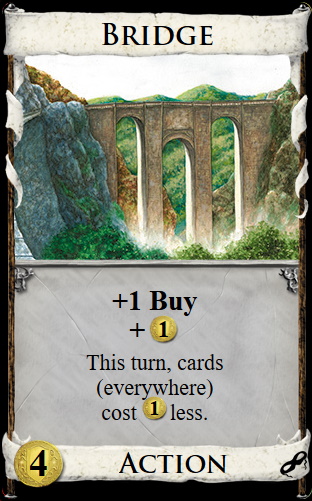 BRIDGE
+1 Buy
+ 1
This turn, cards
(everywhere)
cost 1 less.
4 ACTION